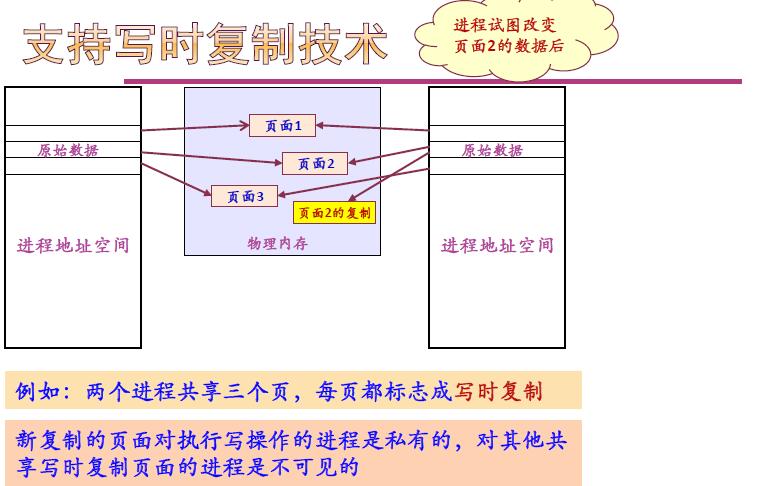 支持写时复制技术
进程试图改变
页面2的数据后
页面1
原始数据
原始数据
页面2
页面3
页面2的复制
进程地址空间
物理内存
进程地址空间
例如：两个进程共享三个页，每页都标志成写时复制
新复制的页面对执行写操作的进程是私有的，对其他共
享写时复制页面的进程是不可见的